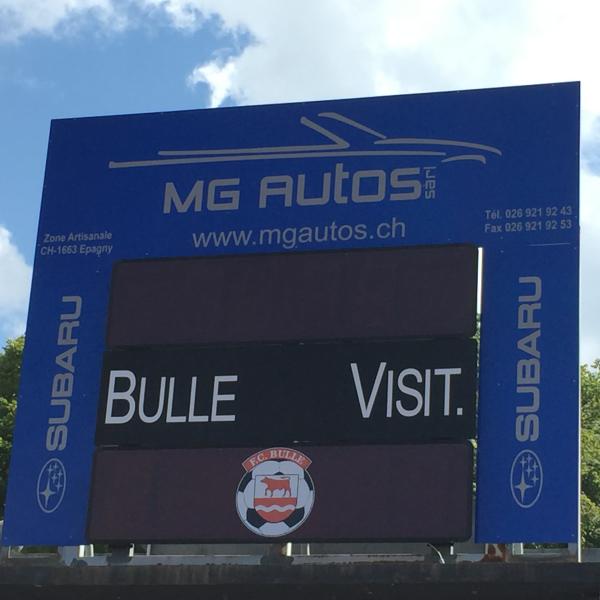 MG Autos sàrl
www.mgautos.ch
Zone Artisanale
CH-1663 Epagny
Tél. 026 921 92 43
Fax 026 921 92 53
SUBARU
SUBARU
BULLE VISIT.
F.C. BULLE